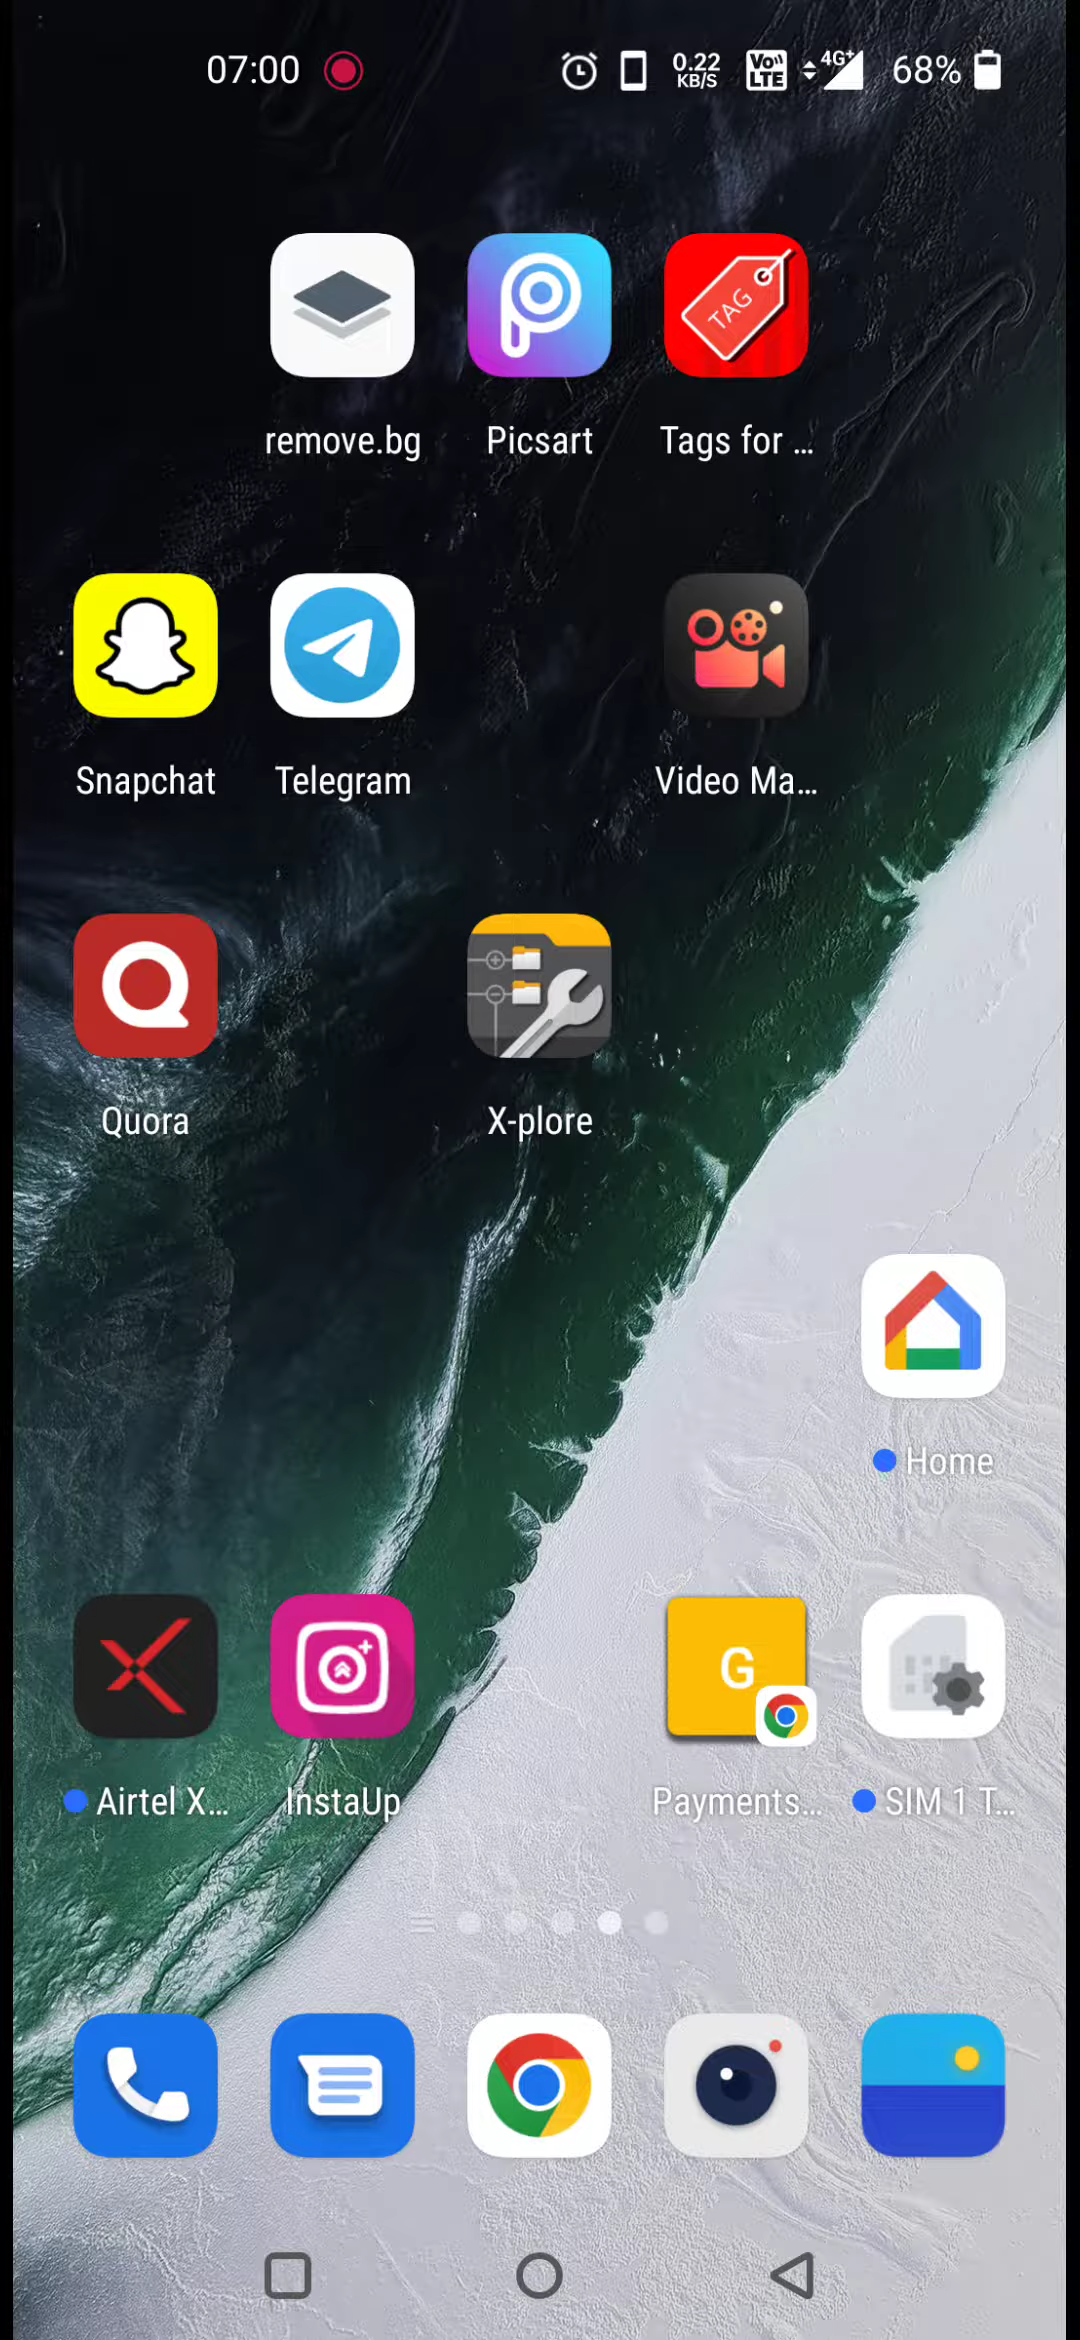 07:00 0.22 KB/S VoLTE 4G+ 68%
TAG
remove.bg Picsart Tags for ...
Snapchat Telegram Video Ma...
Quora X-plore
Home
G
Airtel X... InstaUp Payments... SIM 1 T...